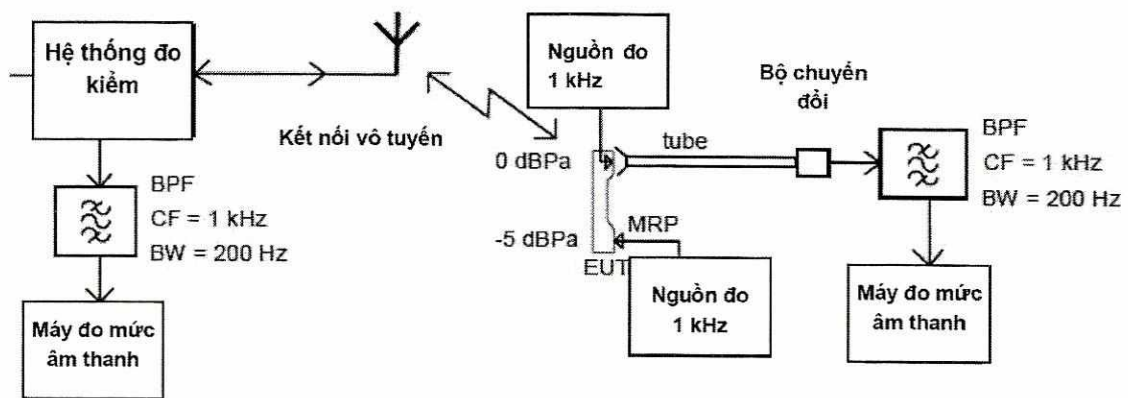 Hệ thống đo
kiểm
Kết nối vô tuyến
BPF
CF = 1 kHz
BW = 200 Hz
Máy đo mức
âm thanh
Nguồn đo
1 kHz
0 dBPa
tube
Bộ chuyển
đổi
BPF
CF = 1 kHz
BW = 200 Hz
-5 dBPa
MRP
EUT
Nguồn đo
1 kHz
Máy đo mức
âm thanh